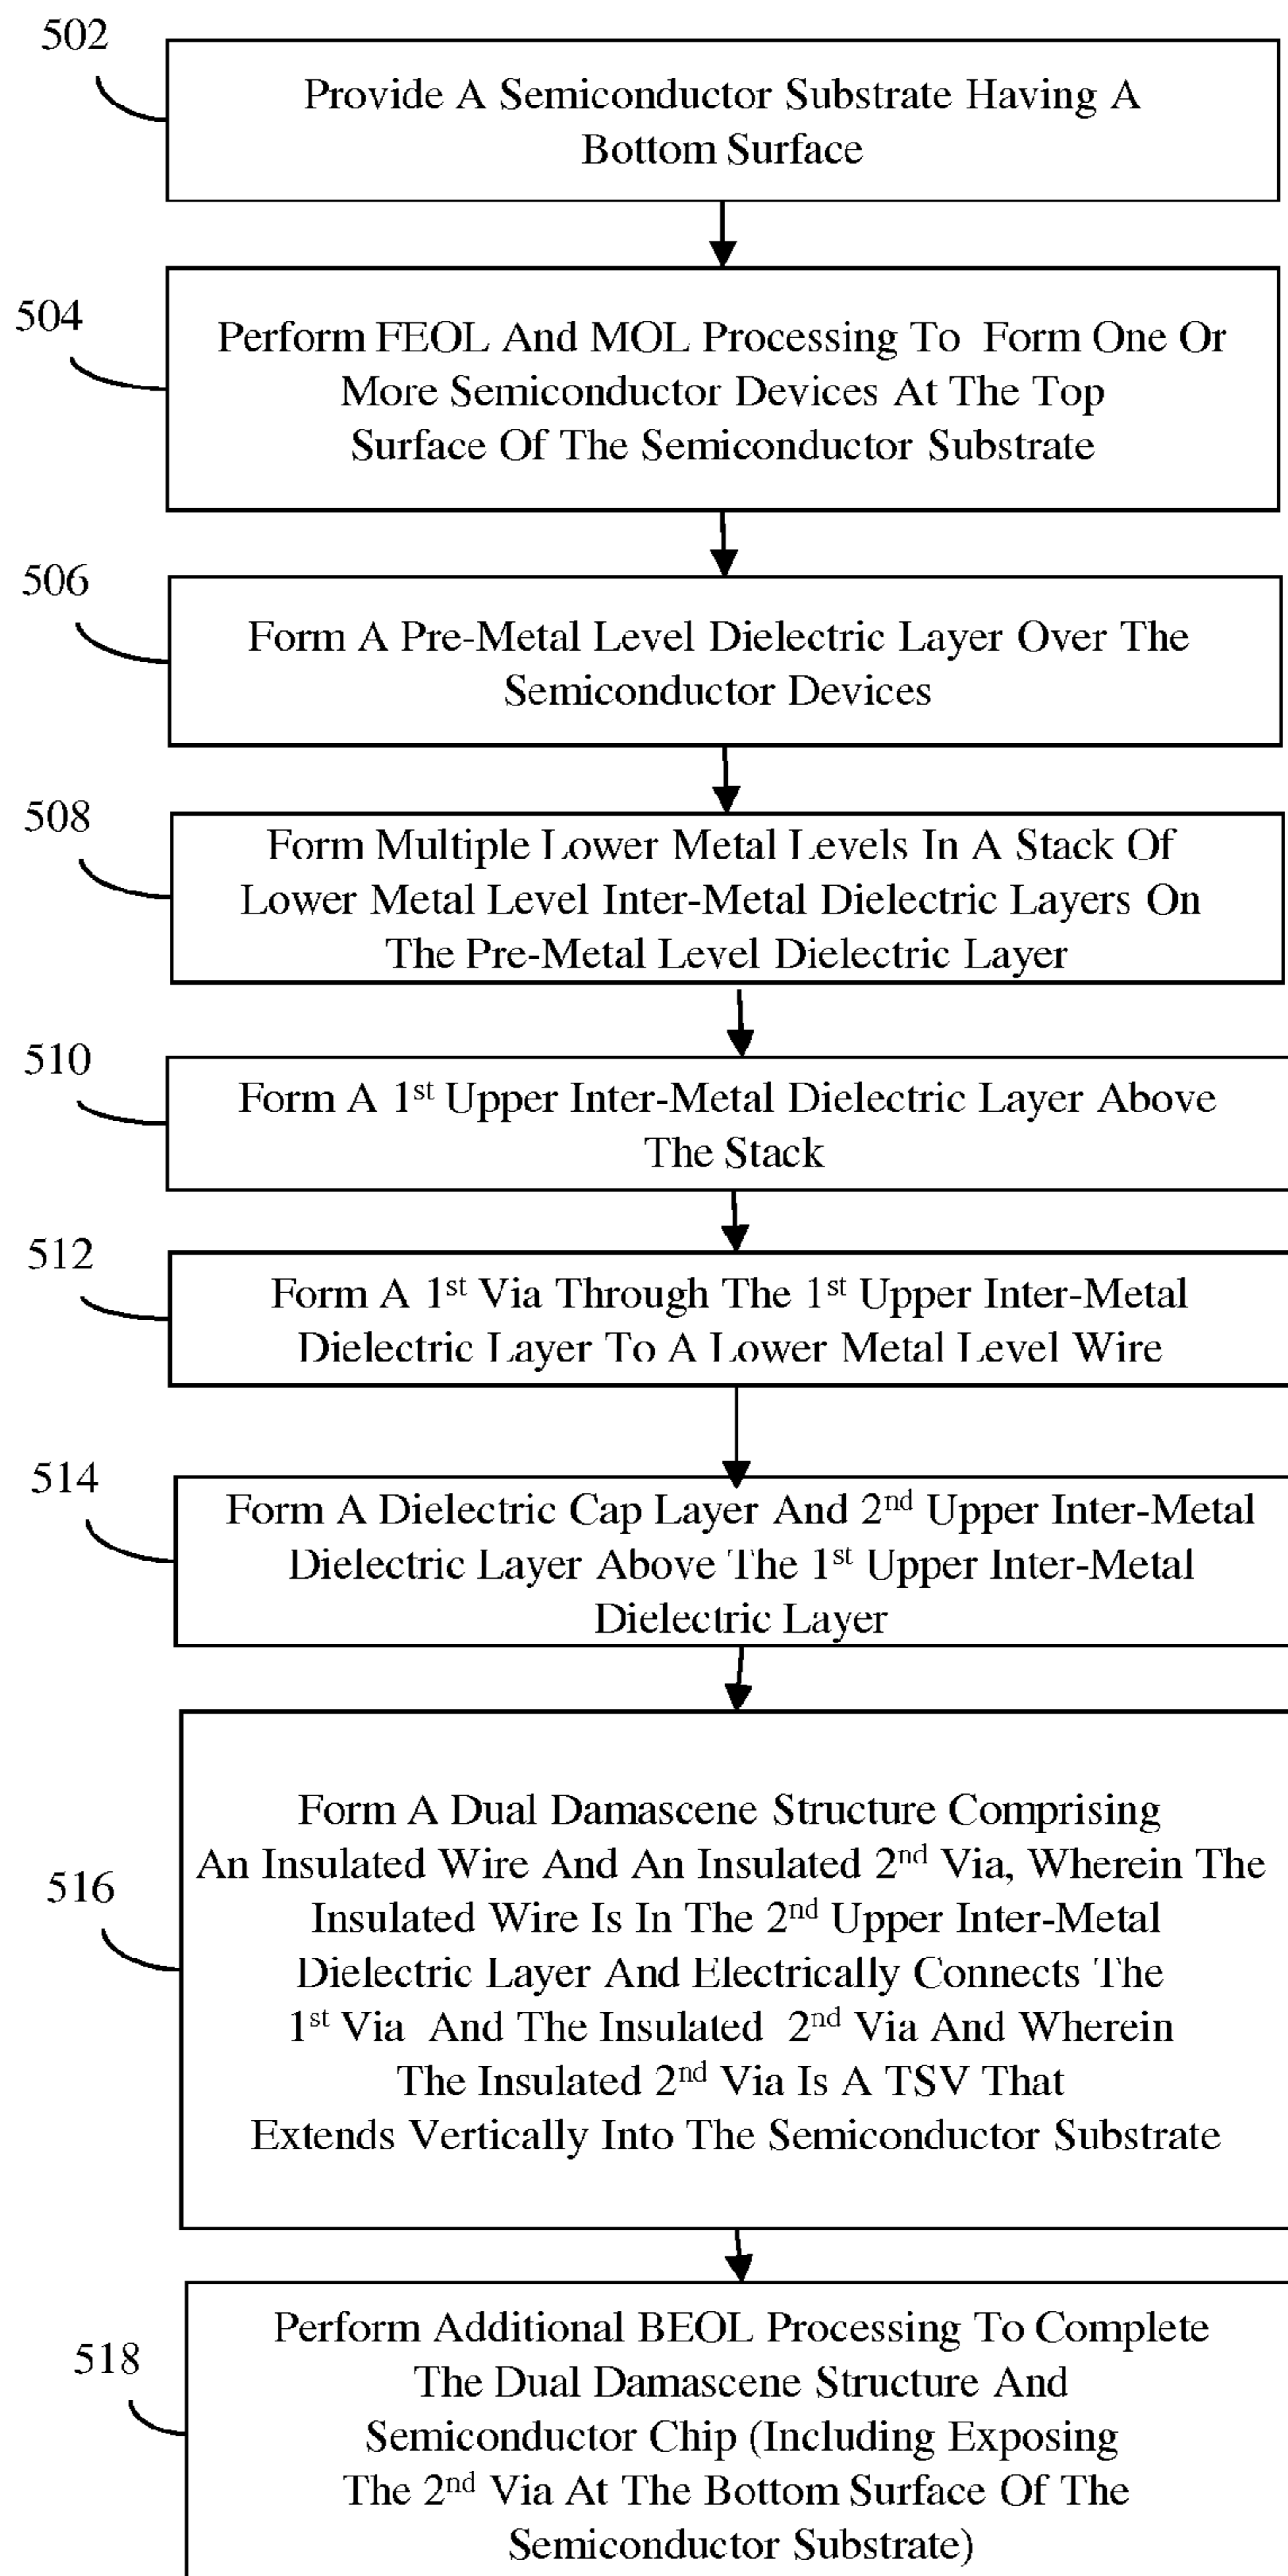 502
Provide A Semiconductor Substrate Having A
Bottom Surface
504
Perform FEOL And MOL Processing To Form One Or
More Semiconductor Devices At The Top
Surface Of The Semiconductor Substrate
506
Form A Pre-Metal Level Dielectric Layer Over The
Semiconductor Devices
508
Form Multiple Lower Metal Levels In A Stack Of
Lower Metal Level Inter-Metal Dielectric Layers On
The Pre-Metal Level Dielectric Layer
510
Form A 1st Upper Inter-Metal Dielectric Layer Above
The Stack
512
Form A 1st Via Through The 1st Upper Inter-Metal
Dielectric Layer To A Lower Metal Level Wire
514
Form A Dielectric Cap Layer And 2nd Upper Inter-Metal
Dielectric Layer Above The 1st Upper Inter-Metal
Dielectric Layer
516
Form A Dual Damascene Structure Comprising
An Insulated Wire And An Insulated 2nd Via, Wherein The
Insulated Wire Is In The 2nd Upper Inter-Metal
Dielectric Layer And Electrically Connects The
1st Via And The Insulated 2nd Via And Wherein
The Insulated 2nd Via Is A TSV That
Extends Vertically Into The Semiconductor Substrate
518
Perform Additional BEOL Processing To Complete
The Dual Damascene Structure And
Semiconductor Chip (Including Exposing
The 2nd Via At The Bottom Surface Of The
Semiconductor Substrate)